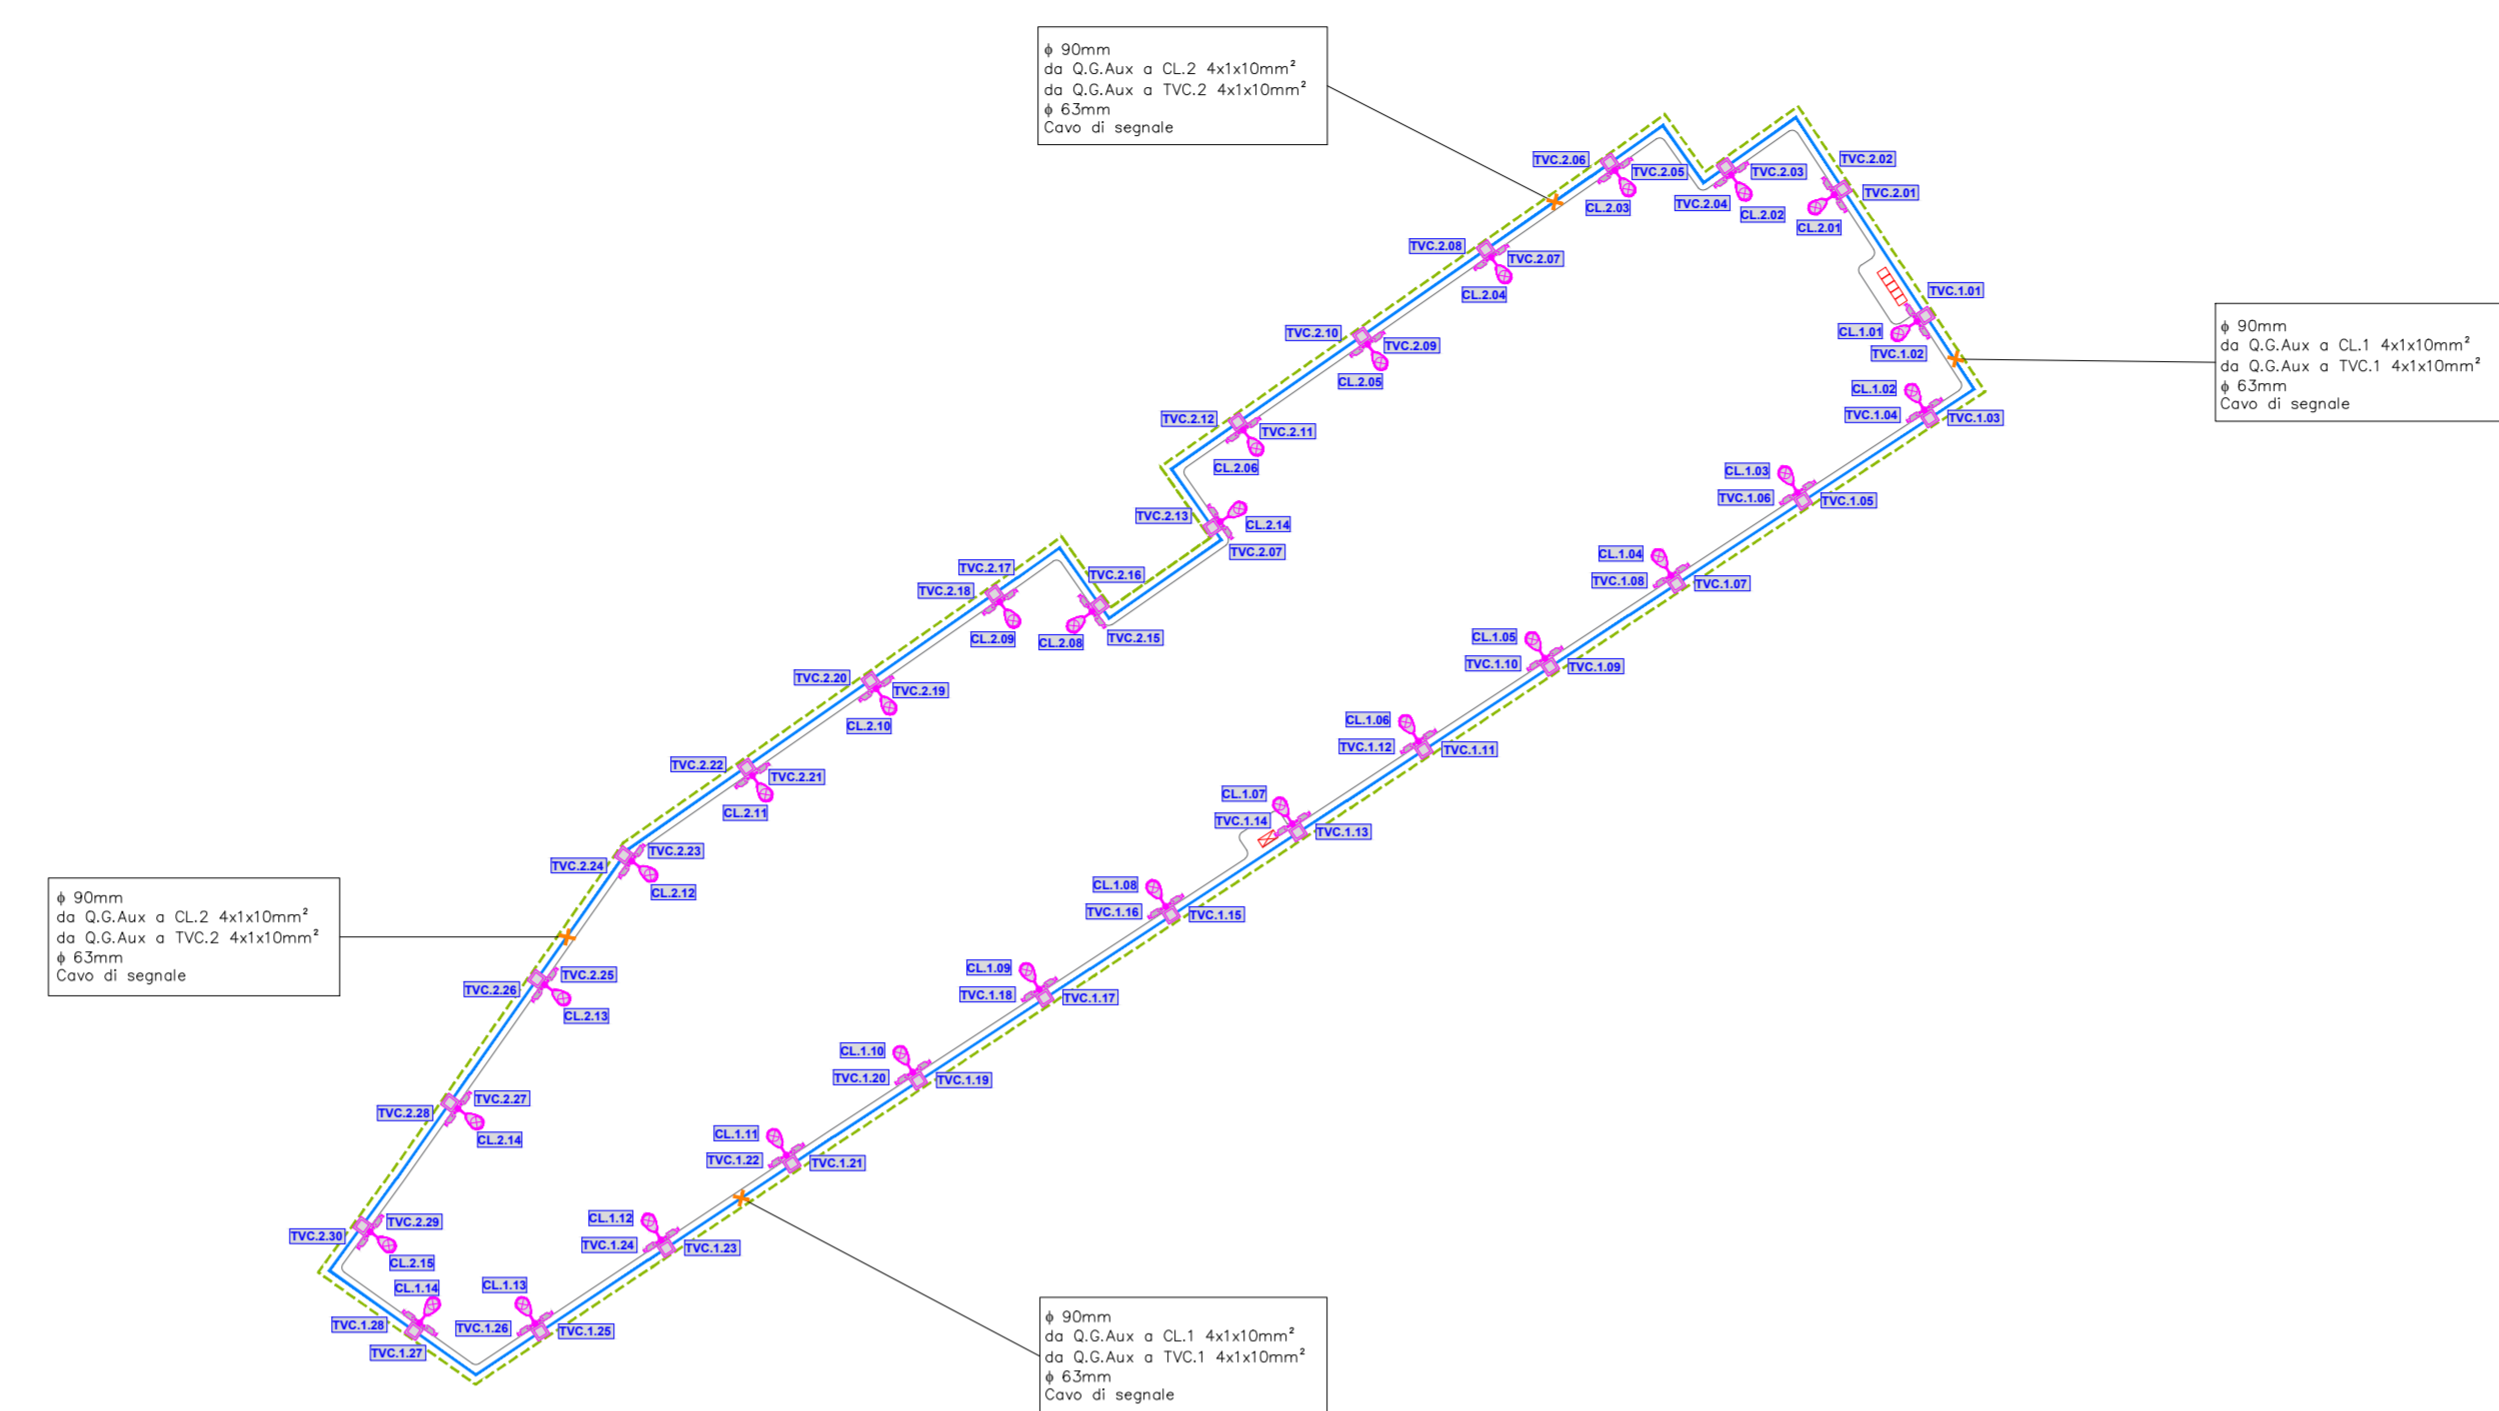 ϕ 90mm
da Q.G.Aux a CL.2 4x1x10mm²
da Q.G.Aux a TVC.2 4x1x10mm²
ϕ 63mm
Cavo di segnale
TVC.2.06
TVC.2.05
CL.2.03
TVC.2.03
TVC.2.04
CL.2.02
TVC.2.02
TVC.2.01
CL.2.01
TVC.2.08
TVC.2.07
CL.2.04
TVC.1.01
CL.1.01
TVC.1.02
ϕ 90mm
da Q.G.Aux a CL.1 4x1x10mm²
da Q.G.Aux a TVC.1 4x1x10mm²
ϕ 63mm
Cavo di segnale
TVC.2.10
TVC.2.09
CL.2.05
CL.1.02
TVC.1.04
TVC.1.03
TVC.2.12
TVC.2.11
CL.2.06
CL.1.03
TVC.1.06
TVC.1.05
TVC.2.13
CL.2.14
TVC.2.07
CL.1.04
TVC.1.08
TVC.1.07
TVC.2.17
TVC.2.18
CL.2.09
TVC.2.16
CL.2.08
TVC.2.15
CL.1.05
TVC.1.10
TVC.1.09
TVC.2.20
TVC.2.19
CL.2.10
CL.1.06
TVC.1.12
TVC.1.11
TVC.2.22
TVC.2.21
CL.2.11
CL.1.07
TVC.1.14
TVC.1.13
TVC.2.24
TVC.2.23
CL.2.12
CL.1.08
TVC.1.16
TVC.1.15
ϕ 90mm
da Q.G.Aux a CL.2 4x1x10mm²
da Q.G.Aux a TVC.2 4x1x10mm²
ϕ 63mm
Cavo di segnale
TVC.2.26
TVC.2.25
CL.2.13
CL.1.09
TVC.1.18
TVC.1.17
CL.1.10
TVC.1.20
TVC.1.19
TVC.2.28
TVC.2.27
CL.2.14
CL.1.11
TVC.1.22
TVC.1.21
TVC.2.30
TVC.2.29
CL.2.15
CL.1.12
TVC.1.24
TVC.1.23
CL.1.14
TVC.1.28
TVC.1.27
CL.1.13
TVC.1.26
TVC.1.25
ϕ 90mm
da Q.G.Aux a CL.1 4x1x10mm²
da Q.G.Aux a TVC.1 4x1x10mm²
ϕ 63mm
Cavo di segnale